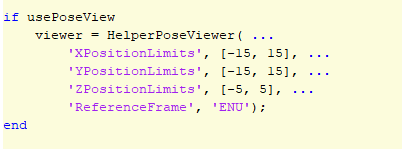 if usePoseView
    viewer = HelperPoseViewer( ...
        'XPositionLimits', [-15, 15], ...
        'YPositionLimits', [-15, 15], ...
        'ZPositionLimits', [-5, 5], ...
        'ReferenceFrame', 'ENU');
end